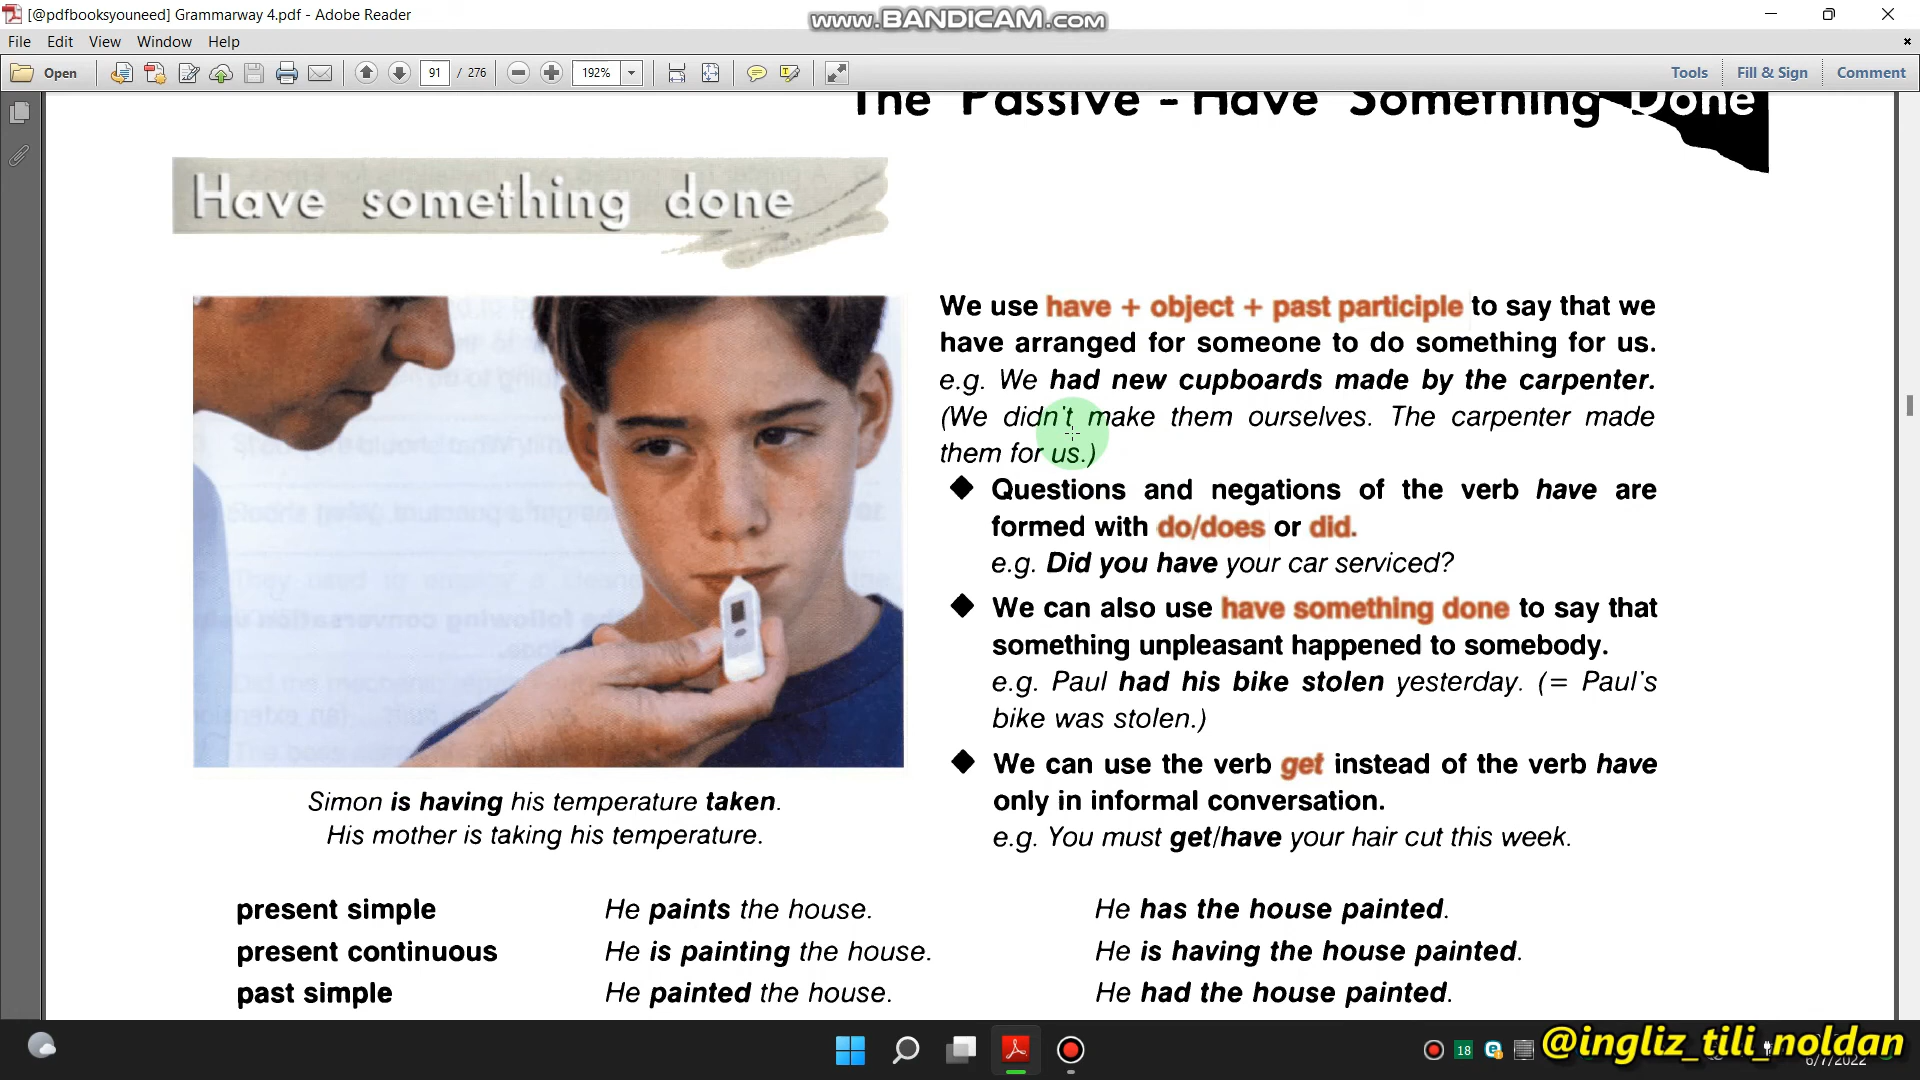 [@pdfbooksyouneed] Grammarway 4.pdf - Adobe Reader
www.BANDICAM.com
File Edit View Window Help
Open 91 / 276 192% Tools Fill & Sign Comment
The Passive - Have Something Done
Have something done
We use have + object + past participle to say that we
have arranged for someone to do something for us.
e.g. We had new cupboards made by the carpenter.
(We didn't make them ourselves. The carpenter made
them for us.)
Questions and negations of the verb have are
formed with do/does or did.
e.g. Did you have your car serviced?
We can also use have something done to say that
something unpleasant happened to somebody.
e.g. Paul had his bike stolen yesterday. (= Paul's
bike was stolen.)
We can use the verb get instead of the verb have
only in informal conversation.
e.g. You must get/have your hair cut this week.
Simon is having his temperature taken.
His mother is taking his temperature.
present simple He paints the house. He has the house painted.
present continuous He is painting the house. He is having the house painted.
past simple He painted the house. He had the house painted.
18
@ingliz_tili_noldan
6/7/2022